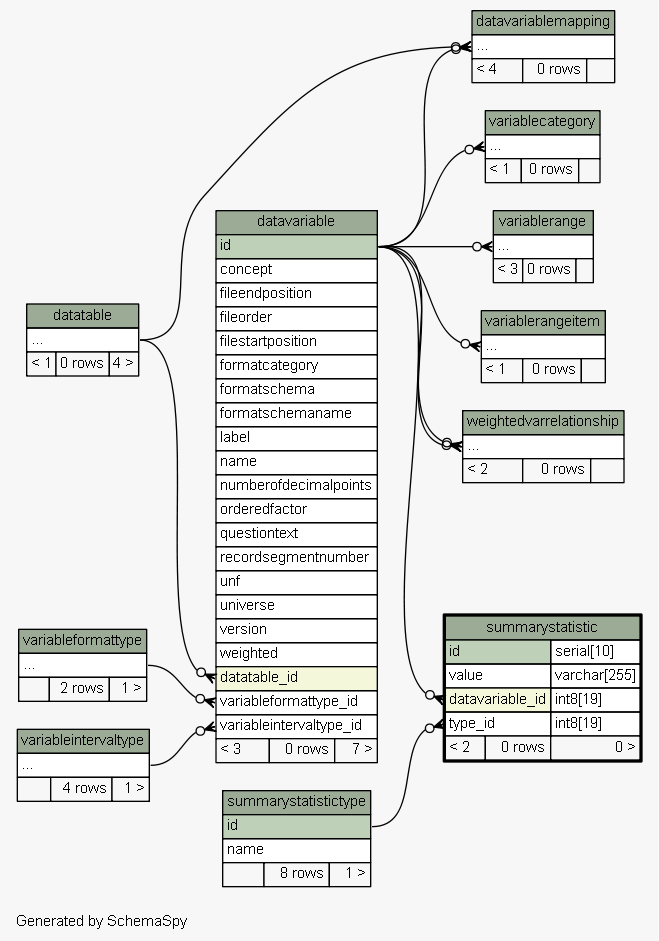 datavariablemapping
...
< 4 0 rows
variablecategory
...
< 1 0 rows
variablerange
...
< 3 0 rows
variablerangeitem
...
< 1 0 rows
weightedvarrelationship
...
< 2 0 rows
datavariable
id
concept
fileendposition
fileorder
filestartposition
formatcategory
formatschema
formatschemaname
label
name
numberofdecimalpoints
orderedfactor
questiontext
recordsegmentnumber
unf
universe
version
weighted
datatable_id
variableformattype_id
variableintervaltype_id
< 3 0 rows 7 >
datatable
...
< 1 0 rows 4 >
variableformattype
...
2 rows 1 >
variableintervaltype
...
4 rows 1 >
summarystatistic
id serial[10]
value varchar[255]
datavariable_id int8[19]
type_id int8[19]
< 2 0 rows 0 >
summarystatistictype
id
name
8 rows 1 >
Generated by SchemaSpy